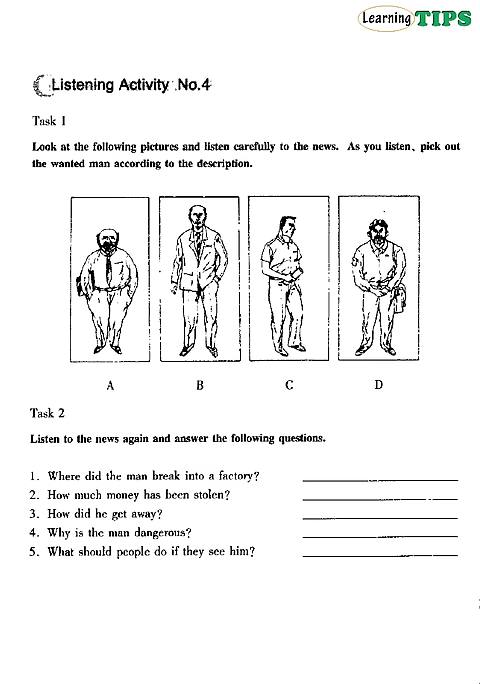 Learning TIPS
Listening Activity No.4
Task 1
Look at the following pictures and listen carefully to the news. As you listen, pick out
the wanted man according to the description.
A B C D
Task 2
Listen to the news again and answer the following questions.
1. Where did the man break into a factory?
2. How much money has been stolen?
3. How did he get away?
4. Why is the man dangerous?
5. What should people do if they see him?